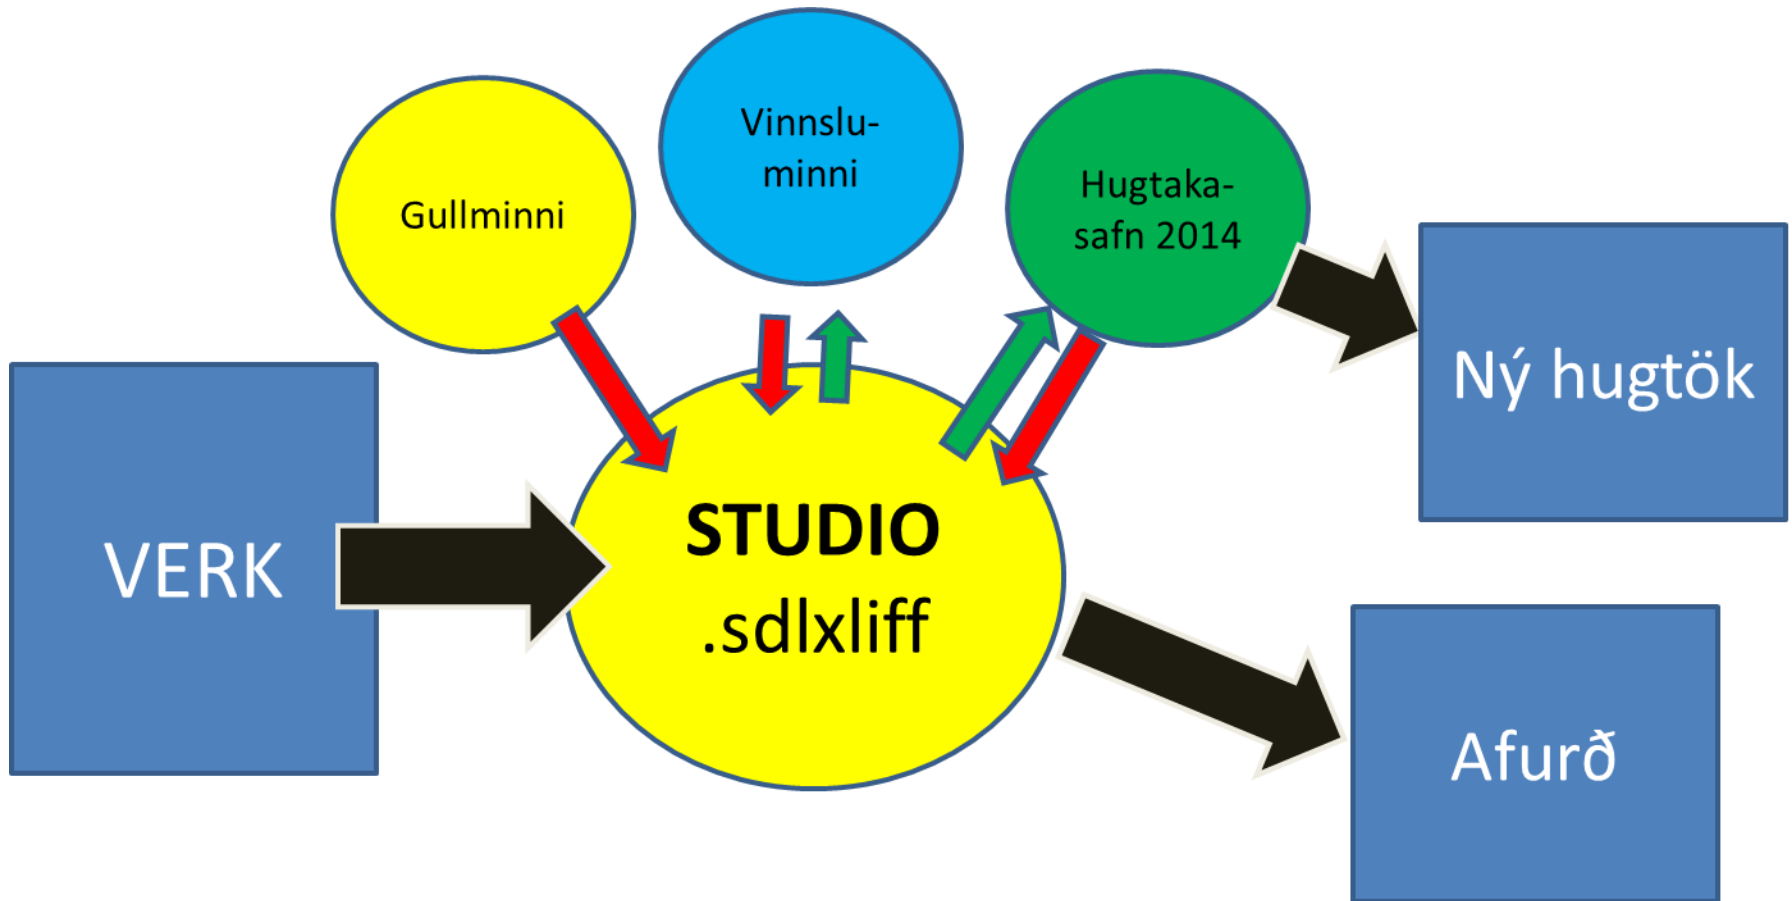 Gullminni
Vinnslu-
minni
Hugtaka-
safn 2014
Ný hugtök
VERK
STUDIO
.sdlxliff
Afurð